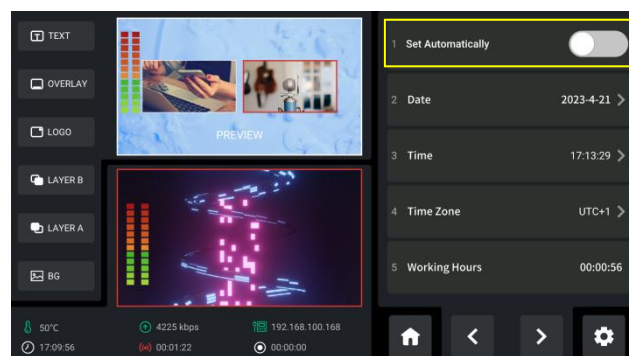 TEXT
OVERLAY
LOGO
LAYER B
LAYER A
BG
PREVIEW
1 Set Automatically
2 Date 2023-4-21
3 Time 17:13:29
4 Time Zone UTC+1
5 Working Hours 00:00:56
50°C 4225 kbps 192.168.100.168
17:09:56 00:01:22 00:00:00